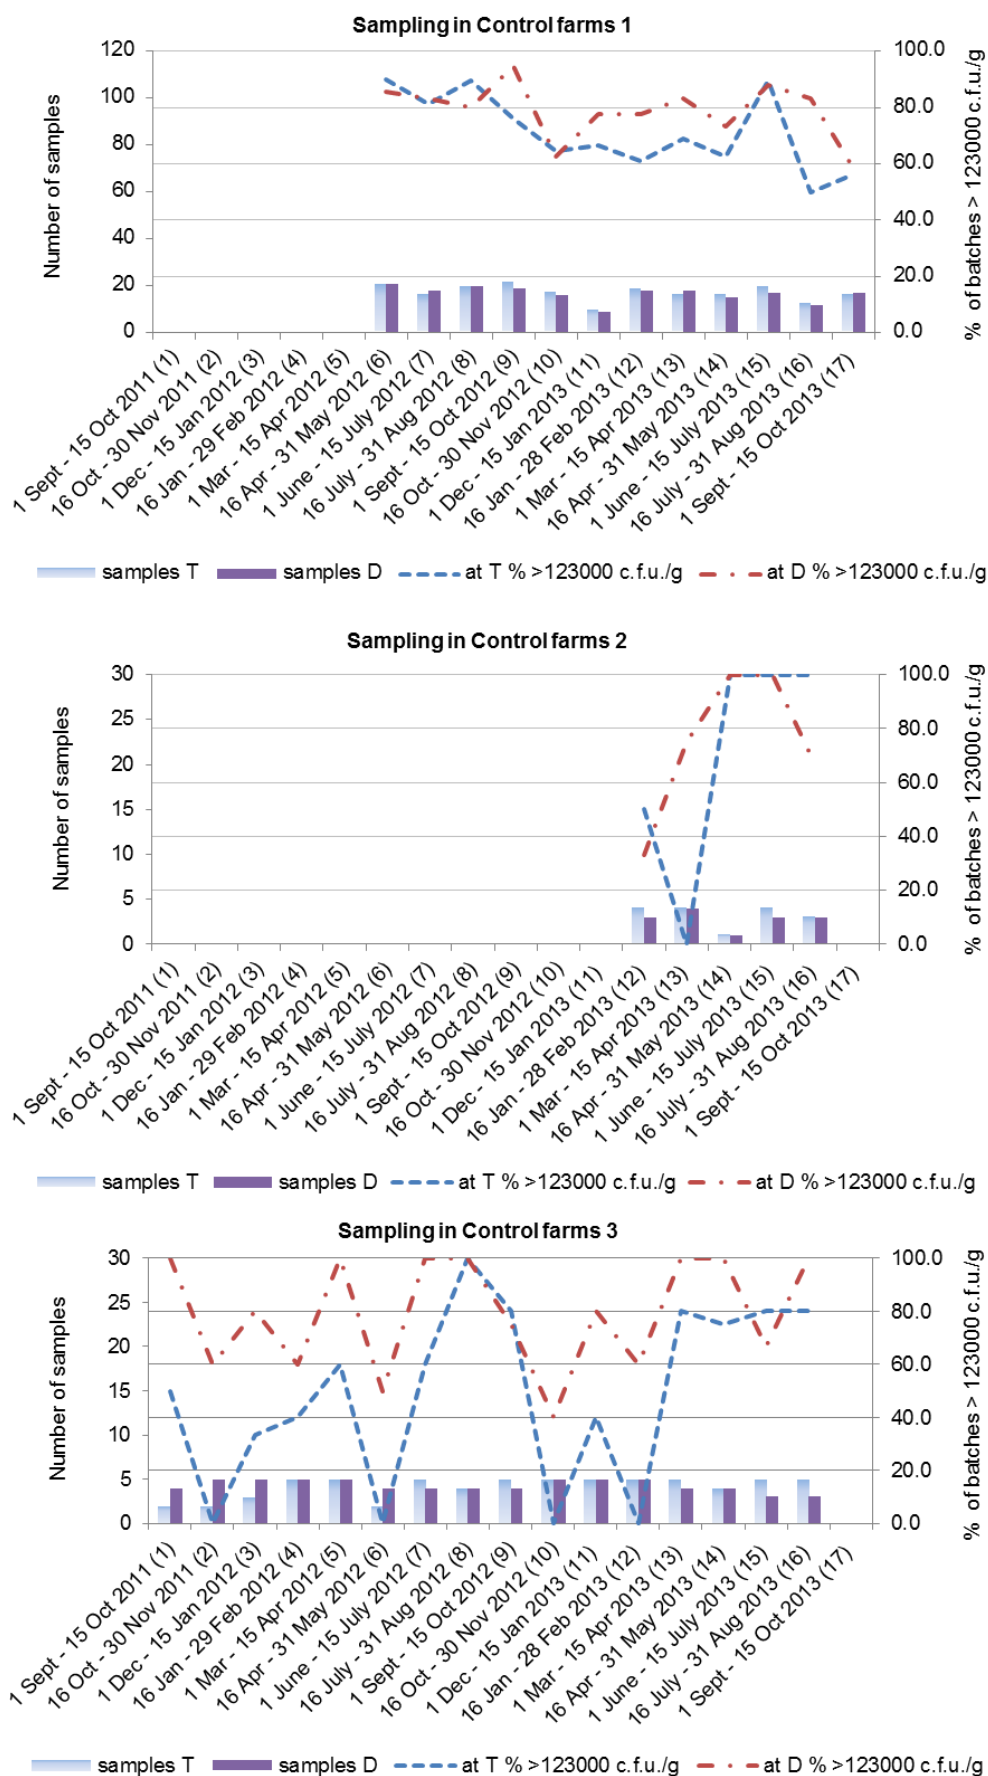 Sampling in Control farms 1
Number of samples
120
100
80
60
40
20
0
100.0
80.0
60.0
40.0
20.0
0.0
% of batches > 123000 c.f.u./g
1 Sept - 15 Oct 2011 (1)
16 Oct - 30 Nov 2011 (2)
1 Dec - 15 Jan 2012 (3)
16 Jan - 29 Feb 2012 (4)
1 Mar - 15 Apr 2012 (5)
16 Apr - 31 May 2012 (6)
1 June - 15 July 2012 (7)
16 July - 31 Aug 2012 (8)
1 Sept - 15 Oct 2012 (9)
16 Oct - 30 Nov 2012 (10)
1 Dec - 15 Jan 2013 (11)
16 Jan - 28 Feb 2013 (12)
1 Mar - 15 Apr 2013 (13)
16 Apr - 31 May 2013 (14)
1 June - 15 July 2013 (15)
16 July - 31 Aug 2013 (16)
1 Sept - 15 Oct 2013 (17)
samples T samples D at T % >123000 c.f.u./g at D % >123000 c.f.u./g
Sampling in Control farms 2
Number of samples
30
25
20
15
10
5
0
100.0
80.0
60.0
40.0
20.0
0.0
% of batches > 123000 c.f.u./g
1 Sept - 15 Oct 2011 (1)
16 Oct - 30 Nov 2011 (2)
1 Dec - 15 Jan 2012 (3)
16 Jan - 29 Feb 2012 (4)
1 Mar - 15 Apr 2012 (5)
16 Apr - 31 May 2012 (6)
1 June - 15 July 2012 (7)
16 July - 31 Aug 2012 (8)
1 Sept - 15 Oct 2012 (9)
16 Oct - 30 Nov 2012 (10)
1 Dec - 15 Jan 2013 (11)
16 Jan - 28 Feb 2013 (12)
1 Mar - 15 Apr 2013 (13)
16 Apr - 31 May 2013 (14)
1 June - 15 July 2013 (15)
16 July - 31 Aug 2013 (16)
1 Sept - 15 Oct 2013 (17)
samples T samples D at T % >123000 c.f.u./g at D % >123000 c.f.u./g
Sampling in Control farms 3
Number of samples
30
25
20
15
10
5
0
100.0
80.0
60.0
40.0
20.0
0.0
% of batches > 123000 c.f.u./g
1 Sept - 15 Oct 2011 (1)
16 Oct - 30 Nov 2011 (2)
1 Dec - 15 Jan 2012 (3)
16 Jan - 29 Feb 2012 (4)
1 Mar - 15 Apr 2012 (5)
16 Apr - 31 May 2012 (6)
1 June - 15 July 2012 (7)
16 July - 31 Aug 2012 (8)
1 Sept - 15 Oct 2012 (9)
16 Oct - 30 Nov 2012 (10)
1 Dec - 15 Jan 2013 (11)
16 Jan - 28 Feb 2013 (12)
1 Mar - 15 Apr 2013 (13)
16 Apr - 31 May 2013 (14)
1 June - 15 July 2013 (15)
16 July - 31 Aug 2013 (16)
1 Sept - 15 Oct 2013 (17)
samples T samples D at T % >123000 c.f.u./g at D % >123000 c.f.u./g